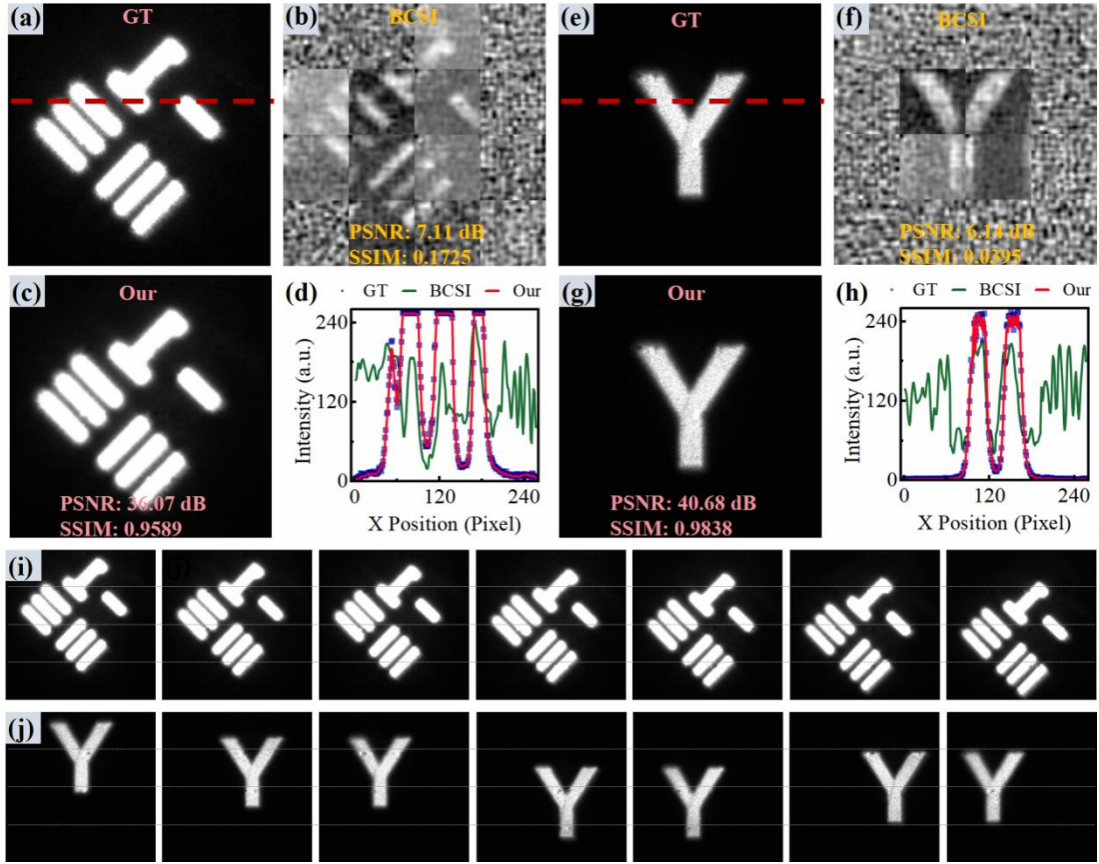 (a) GT
(b) BCSI
PSNR: 7.11 dB
SSIM: 0.1725
(e) GT
(f) BCSI
PSNR: 6.14 dB
SSIM: 0.0395
(c) Our
PSNR: 36.07 dB
SSIM: 0.9589
(d) GT BCSI Our
Intensity (a.u.)
240
120
0
0 120 240
X Position (Pixel)
(g) Our
PSNR: 40.68 dB
SSIM: 0.9838
(h) GT BCSI Our
Intensity (a.u.)
240
120
0
0 120 240
X Position (Pixel)
(i)
(j)
(j)